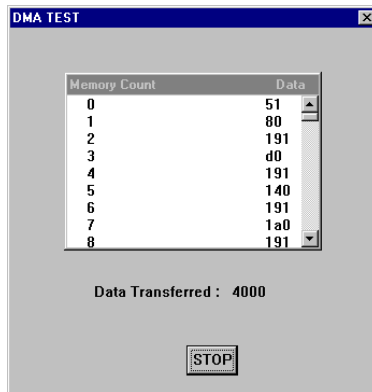 DMA TEST
Memory Count Data
0 51
1 80
2 191
3 d0
4 191
5 140
6 191
7 1a0
8 191
Data Transferred : 4000
STOP